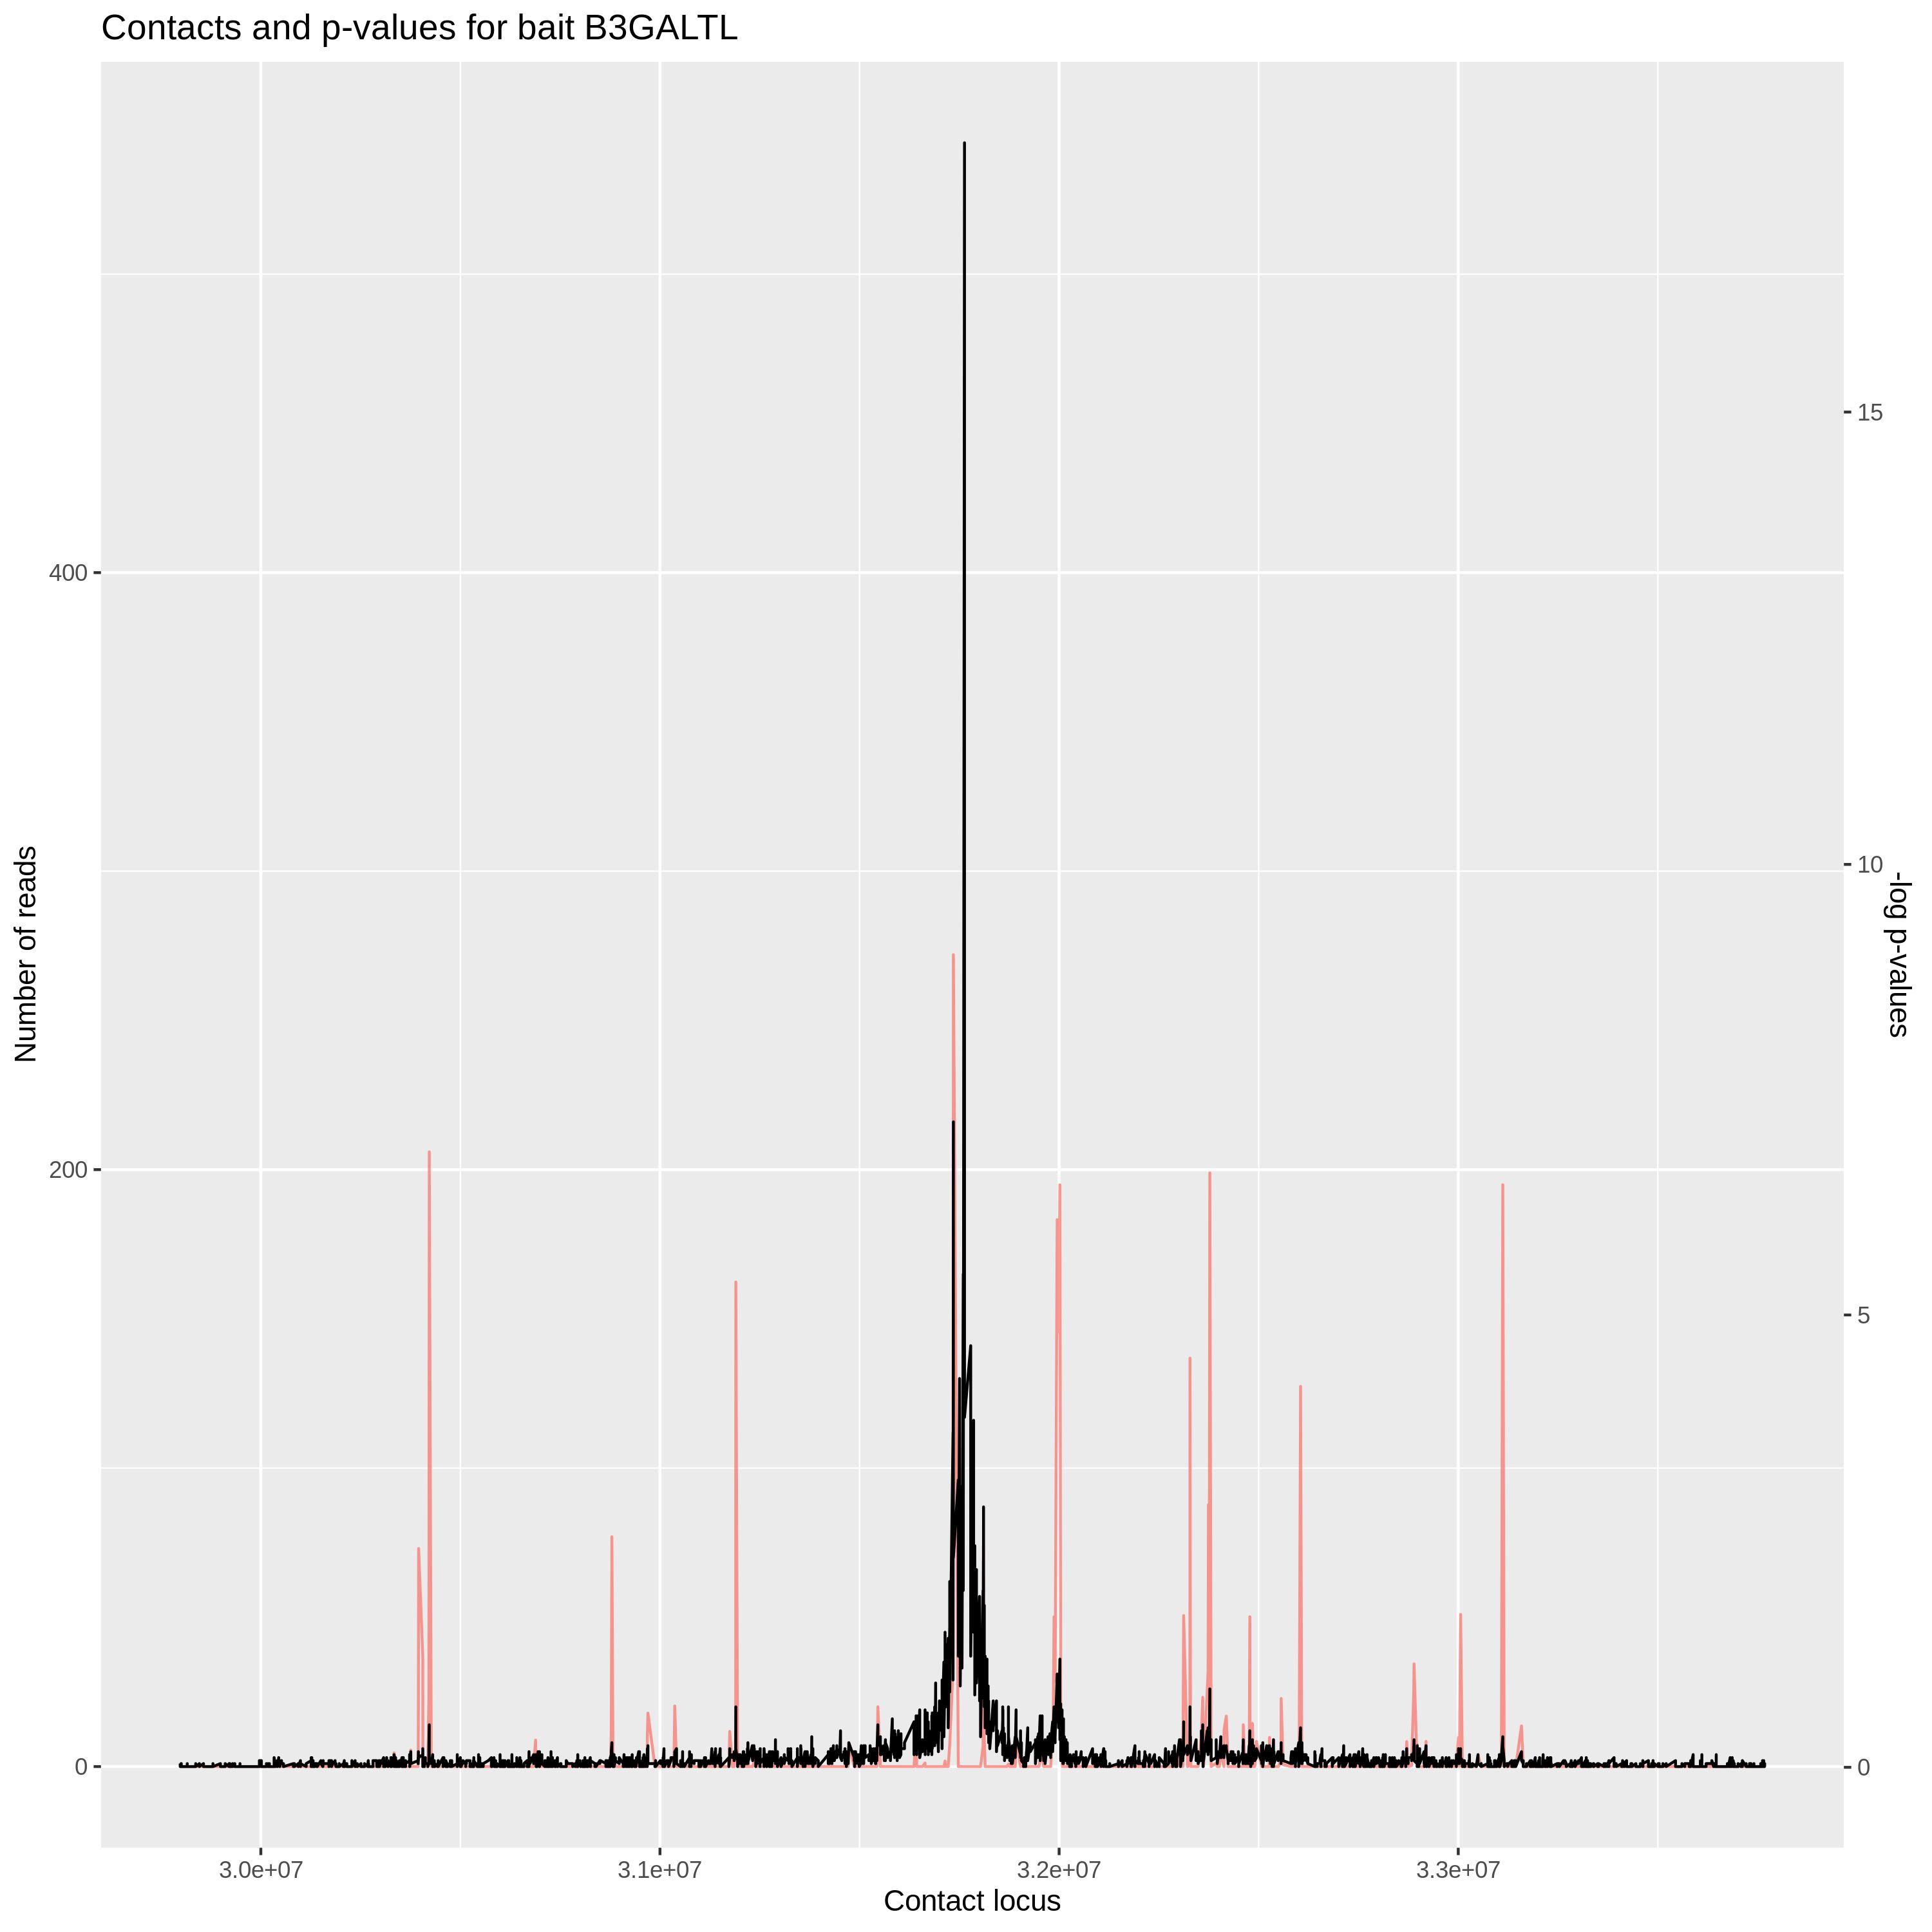 Contacts and p-values for bait B3GALTL
Number of reads
400
200
0
15
10
5
0
-log p-values
3.0e+07
3.1e+07
3.2e+07
3.3e+07
Contact locus